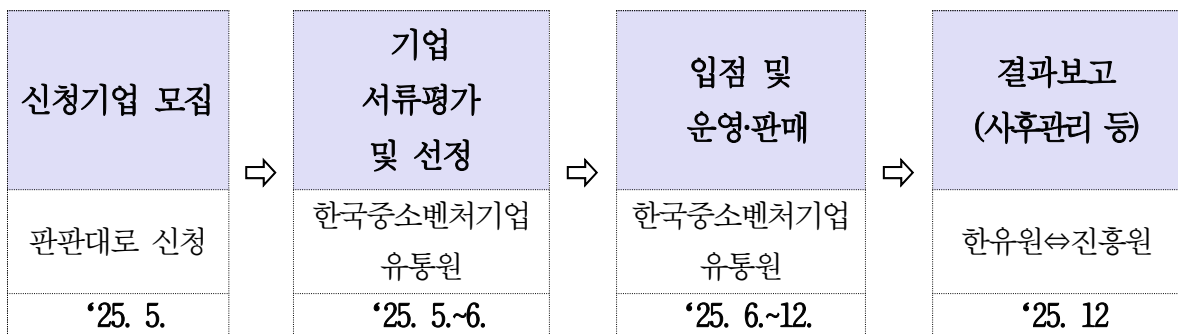 신청기업 모집
기업
서류평가
및 선정
입점 및
운영·판매
결과보고
(사후관리 등)
⇨
⇨
⇨
판판대로 신청
한국중소벤처기업
유통원
한국중소벤처기업
유통원
한유원⇔진흥원
‘25. 5.
‘25. 5.~6.
‘25. 6.~12.
‘25. 12